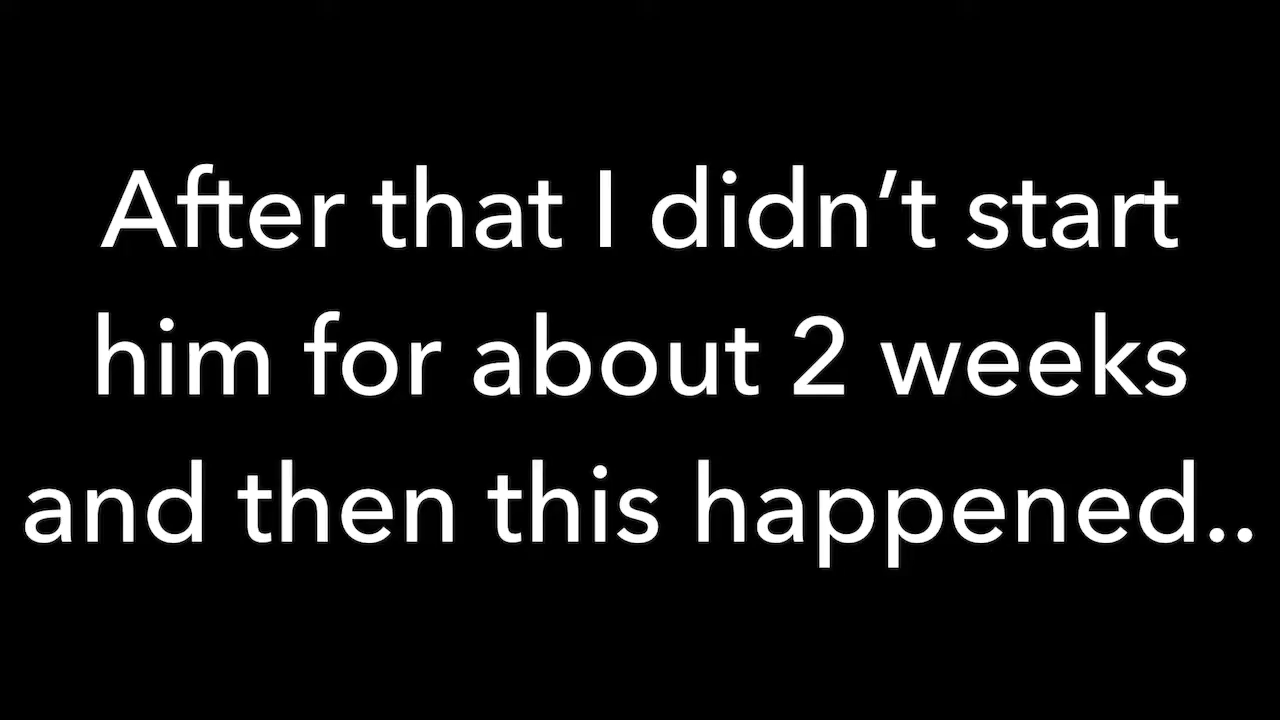 After that I didn’t start
him for about 2 weeks
and then this happened..